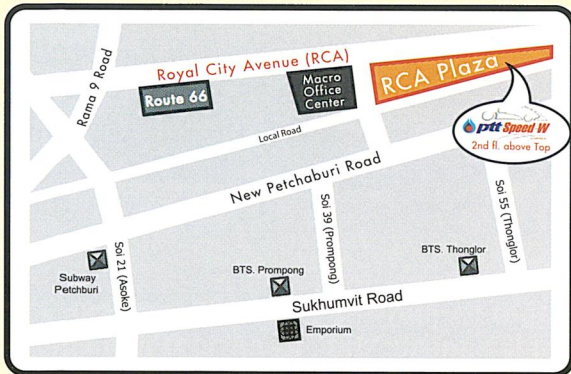 Royal City Avenue (RCA)
Rama 9 Road
Route 66
Macro
Office
Center
RCA Plaza
Local Road
ptt Speed W
2nd fl. above Top
New Petchaburi Road
Soi 21 (Asoke)
Soi 39 (Prompong)
Soi 55 (Thonglor)
Subway
Petchburi
BTS. Prompong
BTS. Thonglor
Sukhumvit Road
Emporium